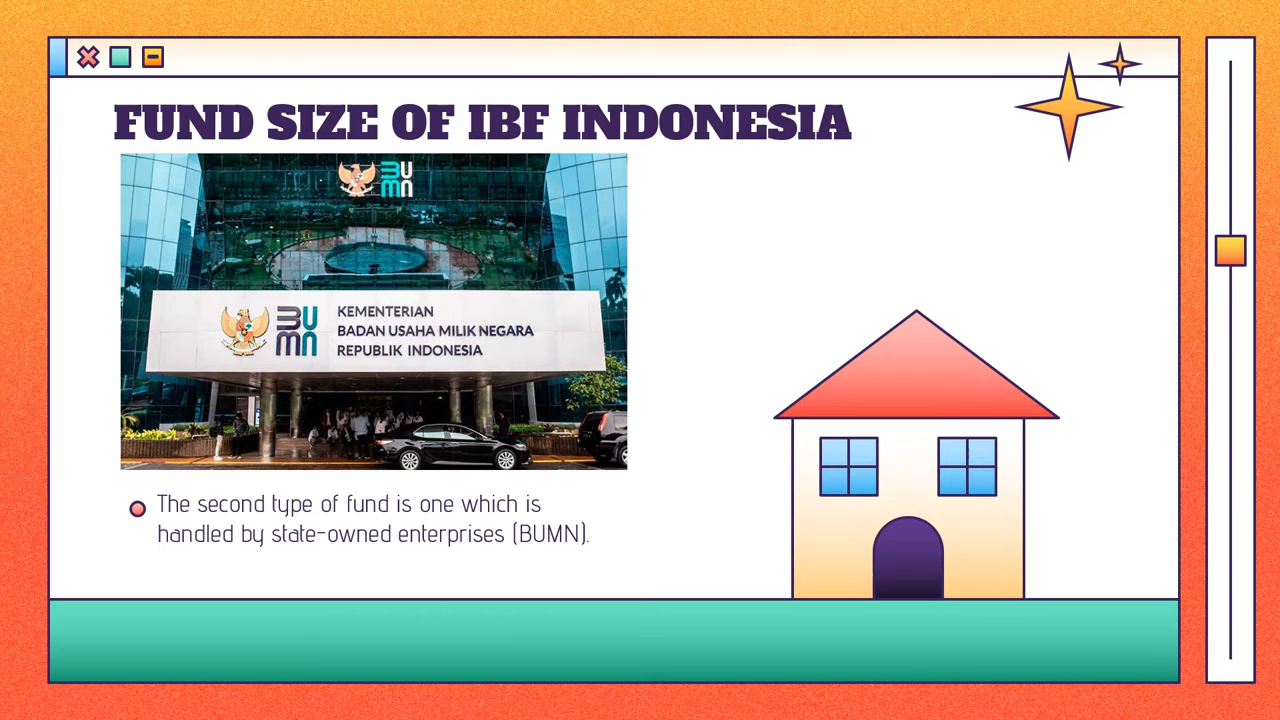 FUND SIZE OF IBF INDONESIA
BUMN
BUMN
KEMENTERIAN
BADAN USAHA MILIK NEGARA
REPUBLIK INDONESIA
The second type of fund is one which is
handled by state-owned enterprises (BUMN).